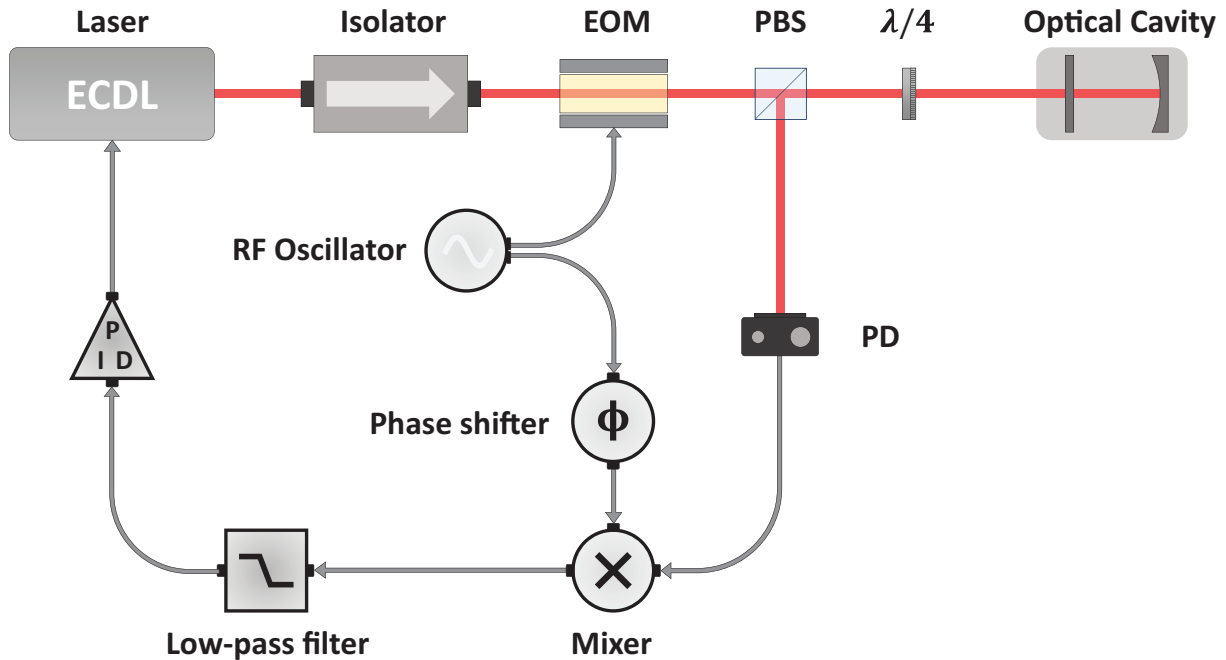 Laser
Isolator
EOM
PBS
λ/4
Optical Cavity
ECDL
RF Oscillator
P
I D
PD
Phase shifter
Φ
Low-pass filter
Mixer